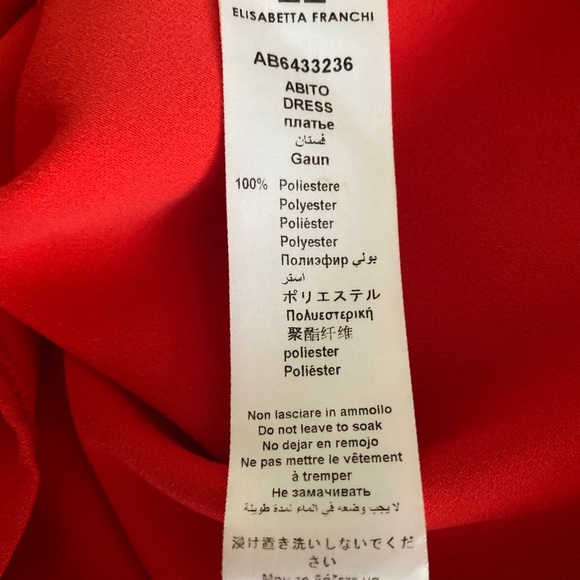 ELISABETTA FRANCHI
AB6433236
ABITO
DRESS
платье
فستان
Gaun
100% Poliestere
Polyester
Poliéster
Polyester
Полиэфир بولي
استر
ポリエステル
Πολυεστερική
聚酯纤维
poliester
Poliéster
Non lasciare in ammollo
Do not leave to soak
No dejar en remojo
Ne pas mettre le vêtement
à tremper
Не замачивать
لا يجب وضعه في الماء لمدة طويلة
浸け置き洗いしないでくだ
さい